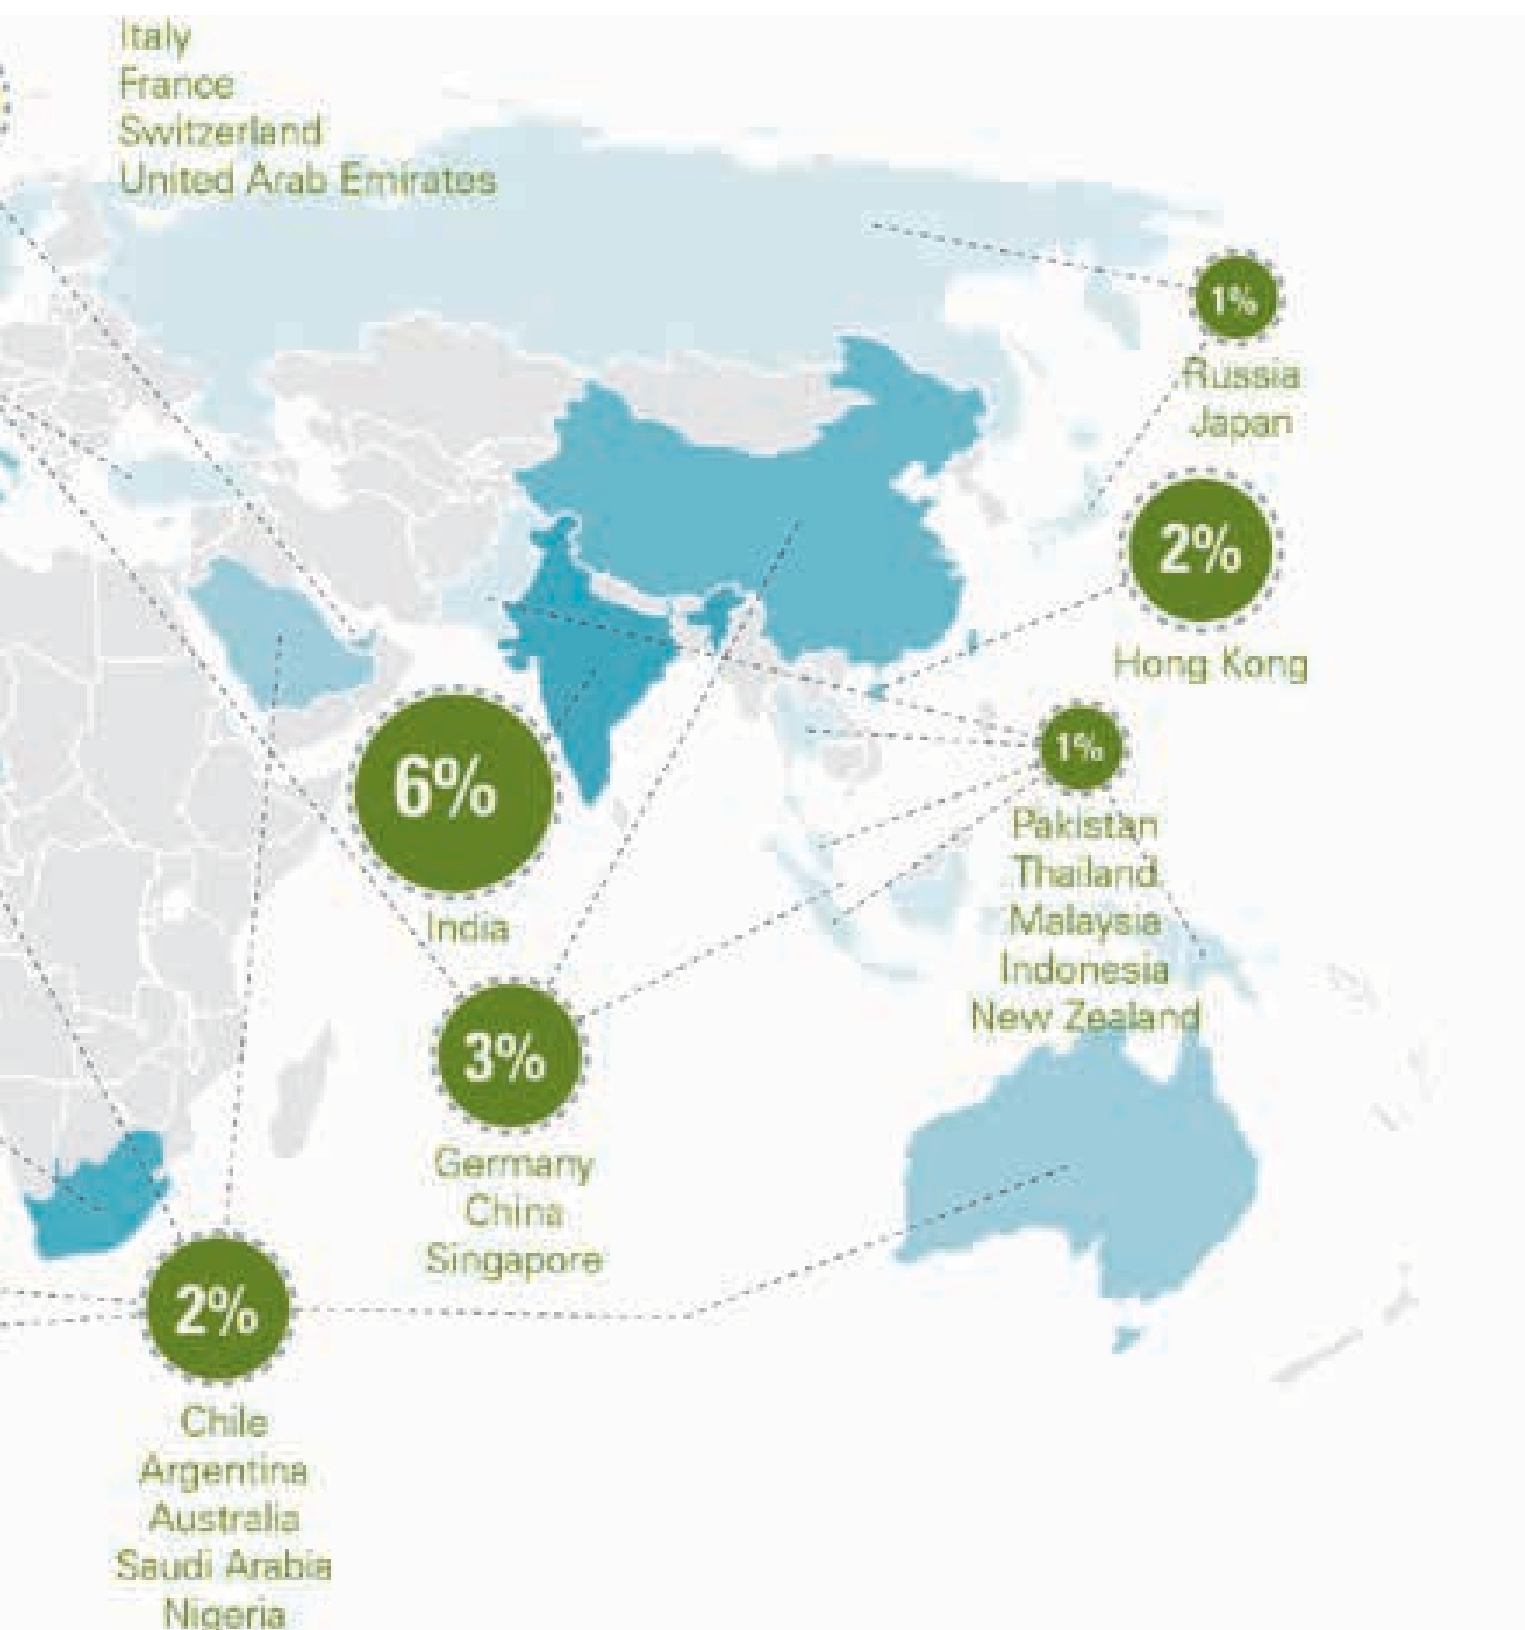 Italy
France
Switzerland
United Arab Emirates
1%
Russia
Japan
2%
Hong Kong
1%
Pakistan
Thailand
Malaysia
Indonesia
New Zealand
6%
India
3%
Germany
China
Singapore
2%
Chile
Argentina
Australia
Saudi Arabia
Nigeria